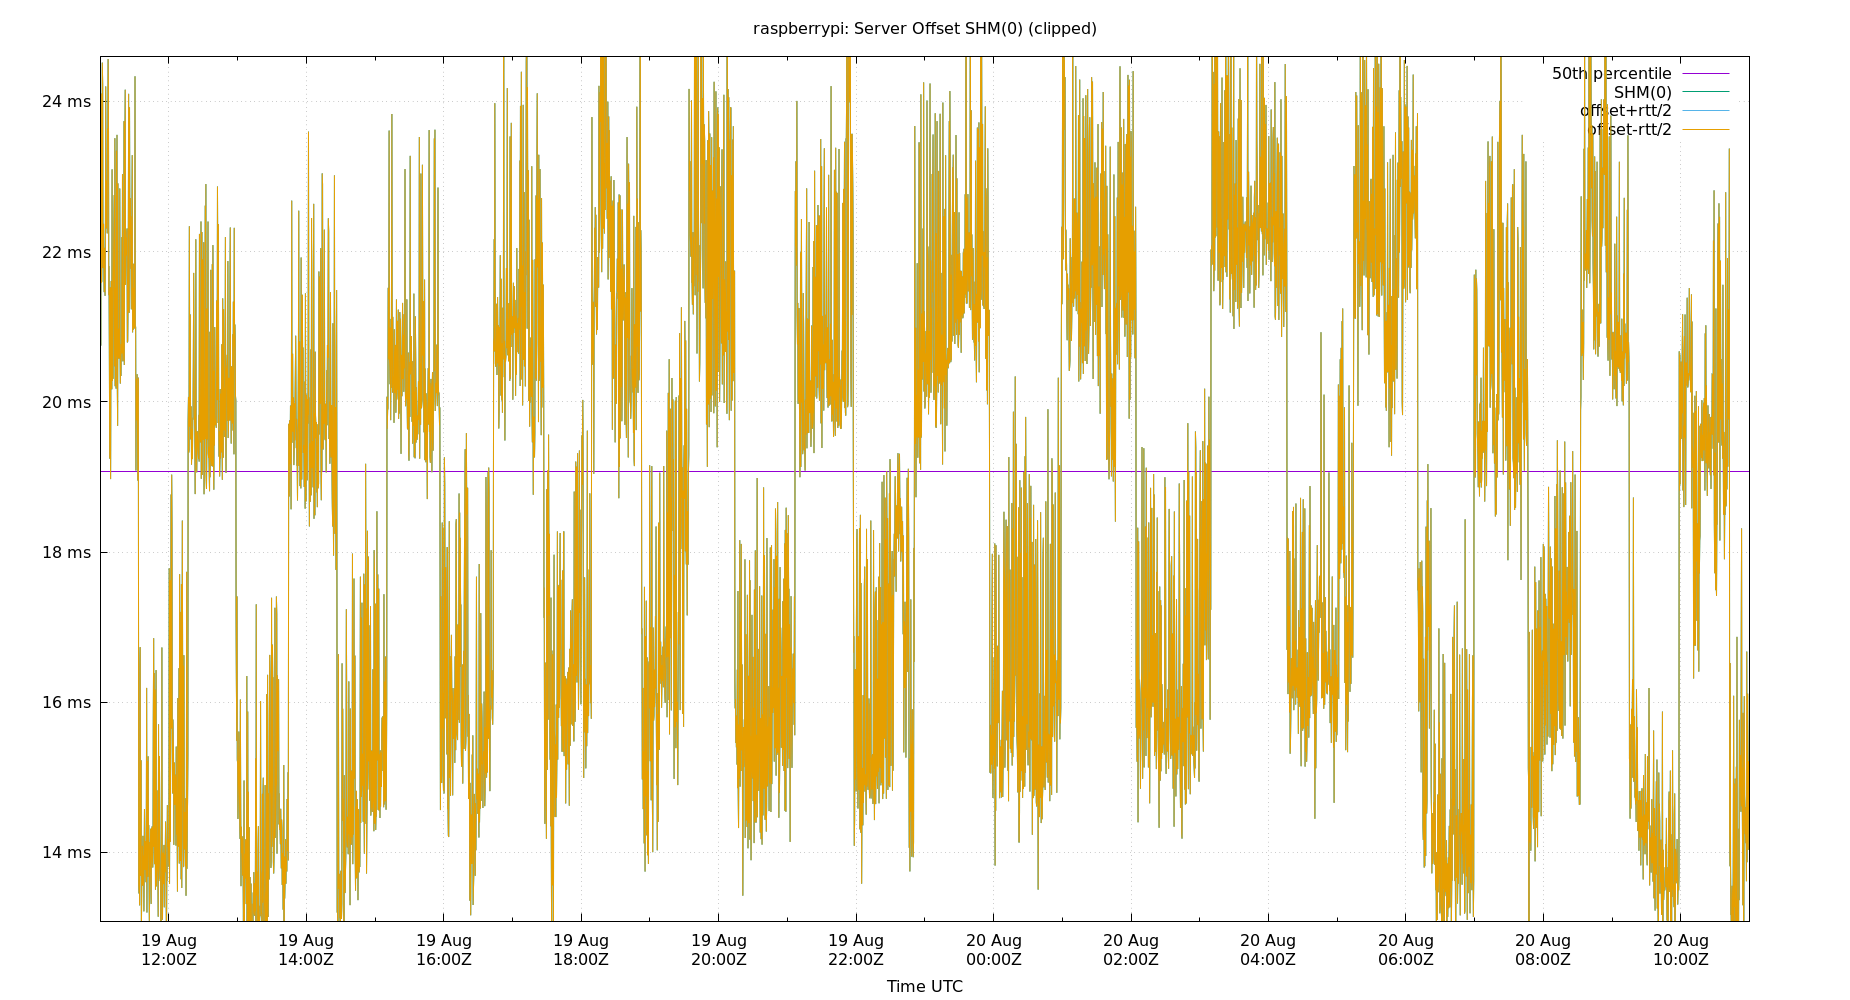 raspberrypi: Server Offset SHM(0) (clipped)
50th percentile
SHM(0)
offset+rtt/2
offset-rtt/2
24 ms
22 ms
20 ms
18 ms
16 ms
14 ms
19 Aug 19 Aug 19 Aug 19 Aug 19 Aug 19 Aug 20 Aug 20 Aug 20 Aug 20 Aug 20 Aug 20 Aug
12:00Z 14:00Z 16:00Z 18:00Z 20:00Z 22:00Z 00:00Z 02:00Z 04:00Z 06:00Z 08:00Z 10:00Z
Time UTC